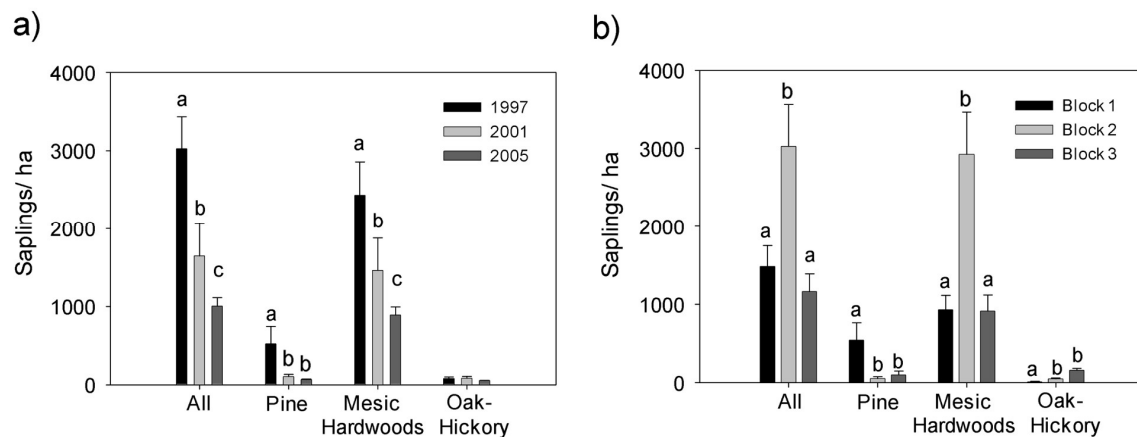 a)
4000
3000
2000
1000
0
Saplings/ ha
a
b
c
a
b
b
a
b
c
1997
2001
2005
All
Pine
Mesic
Hardwoods
Oak-
Hickory
b)
4000
3000
2000
1000
0
Saplings/ ha
a
b
a
a
b
b
a
b
a
a
b
b
Block 1
Block 2
Block 3
All
Pine
Mesic
Hardwoods
Oak-
Hickory